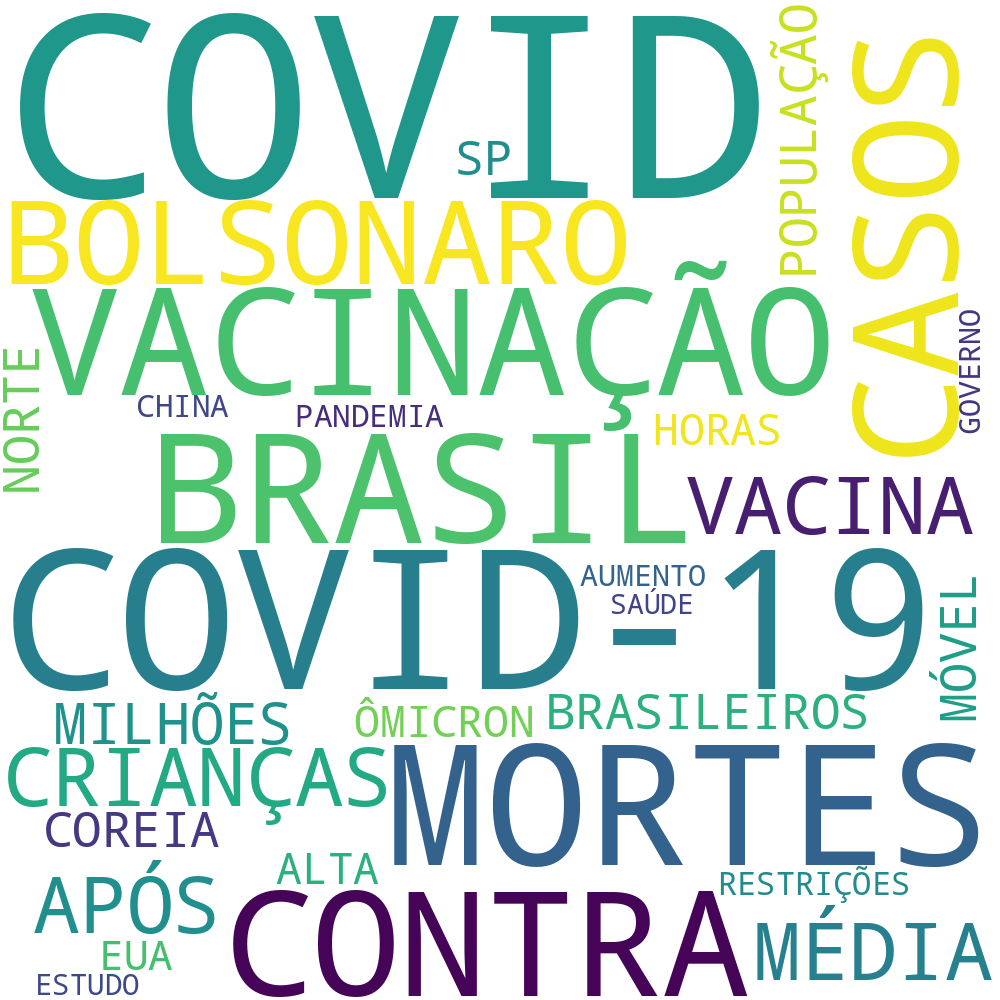 COVID
POPULAÇÃO
CASOS
SP
BOLSONARO
VACINAÇÃO
GOVERNO
NORTE
CHINA
PANDEMIA
HORAS
BRASIL
VACINA
COVID-19
AUMENTO
SAÚDE
MÓVEL
MILHÕES
ÔMICRON
BRASILEIROS
CRIANÇAS
MORTES
COREIA
ALTA
RESTRIÇÕES
APÓS
CONTRA
MÉDIA
EUA
ESTUDO